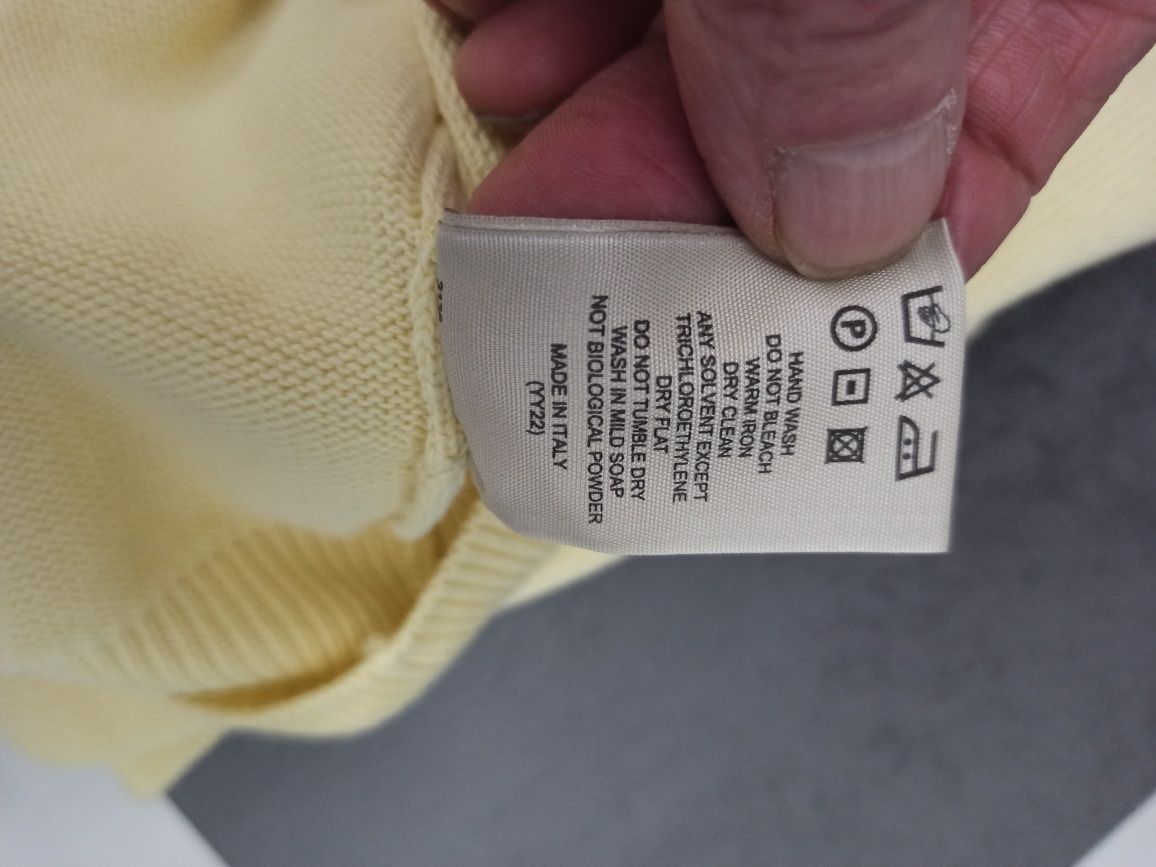 P
HAND WASH
DO NOT BLEACH
WARM IRON
DRY CLEAN
ANY SOLVENT EXCEPT
TRICHLOROETHYLENE
DRY FLAT
DO NOT TUMBLE DRY
WASH IN MILD SOAP
NOT BIOLOGICAL POWDER
MADE IN ITALY
(YY22)